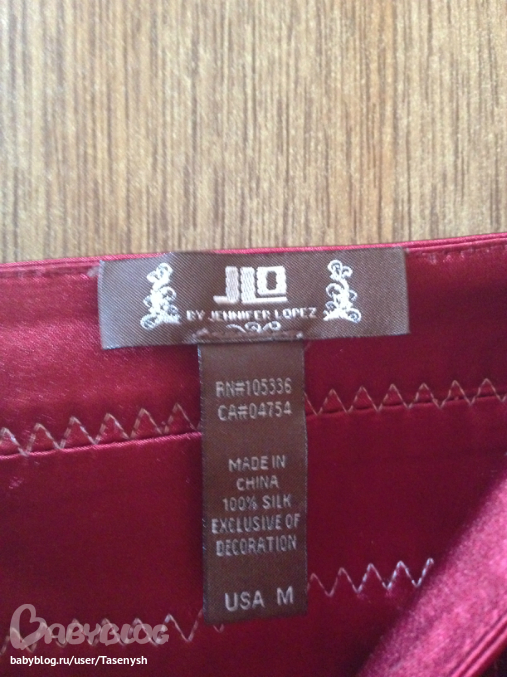 JLO
BY JENNIFER LOPEZ
RN#105336
CA#04754
MADE IN
CHINA
100% SILK
EXCLUSIVE OF
DECORATION
USA M
BABYBLOG
babyblog.ru/user/Tasenysh